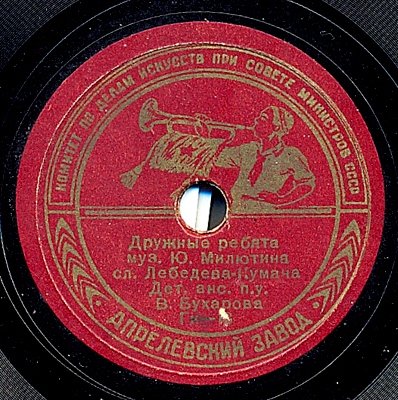 КОМИТЕТ ПО ДЕЛАМ ИСКУССТВ ПРИ СОВЕТЕ МИНИСТРОВ СССР
Дружные ребята
муз. Ю. Милютина
сл. Лебедева-Кумача
Дет. анс. п.у.
В. Бухарова
· АПРЕЛЕВСКИЙ ЗАВОД ·